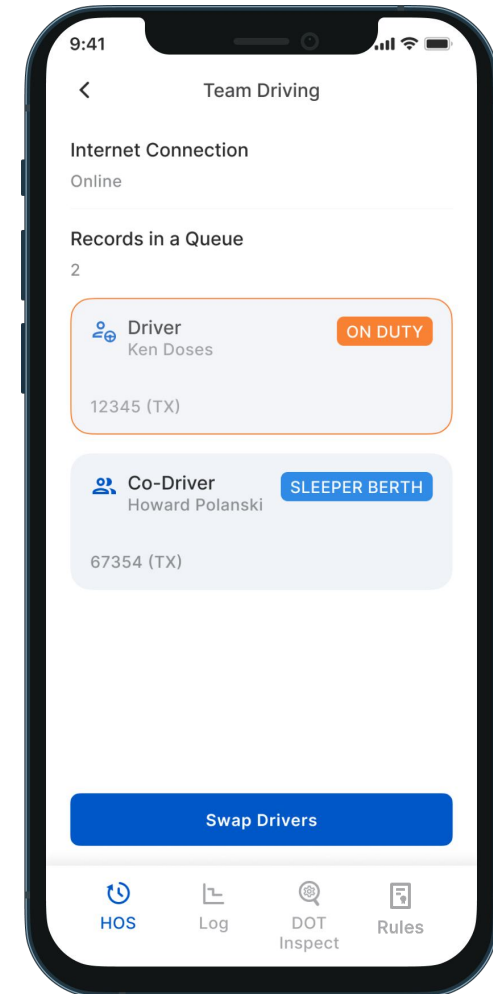 9:41
Team Driving
Internet Connection
Online
Records in a Queue
2
Driver
ON DUTY
Ken Doses
12345 (TX)
Co-Driver
SLEEPER BERTH
Howard Polanski
67354 (TX)
Swap Drivers
HOS
Log
DOT
Inspect
Rules